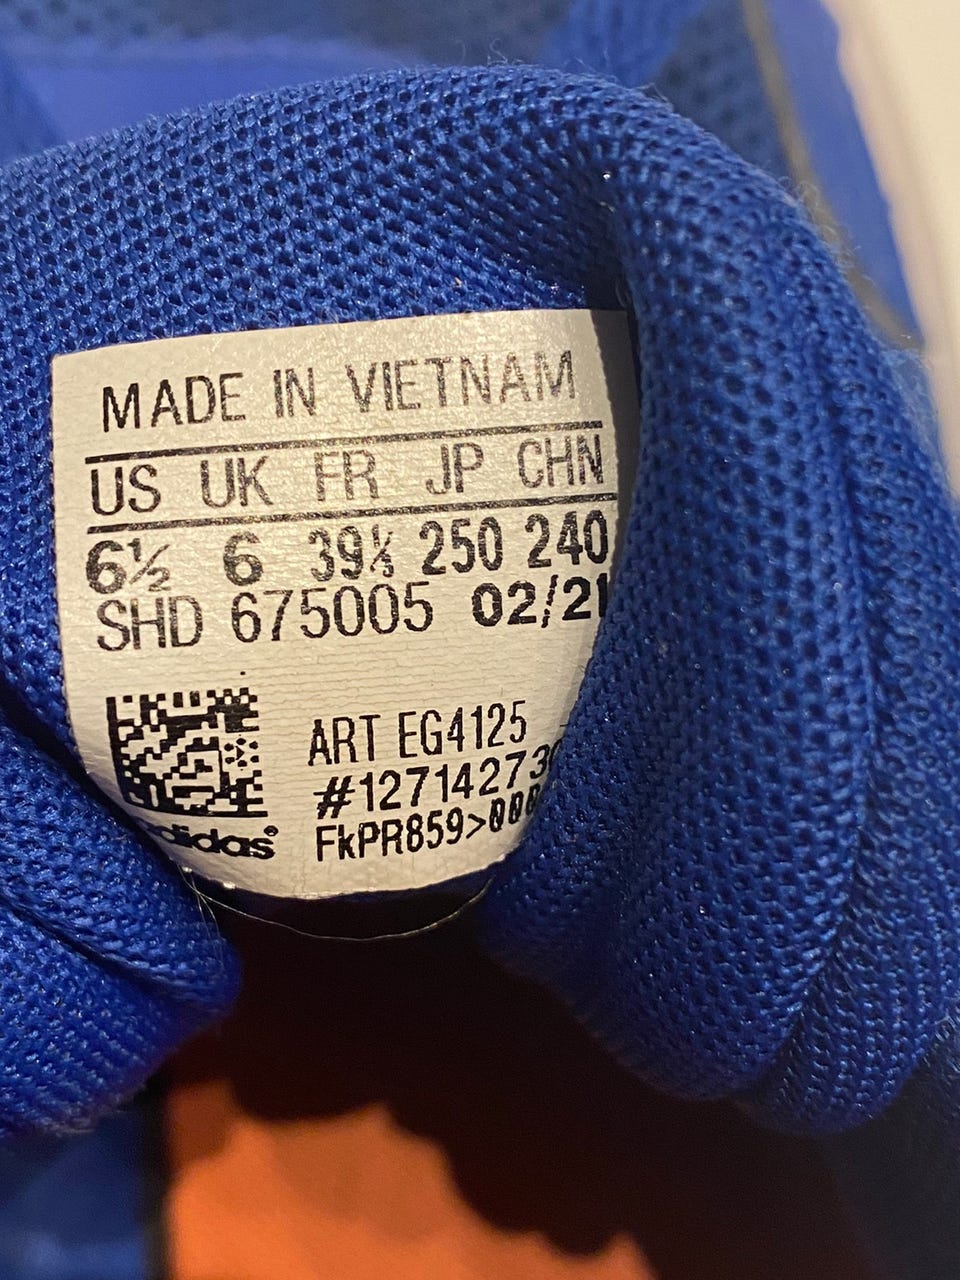 MADE IN VIETNAM
US UK FR JP CHN
6½ 6 39⅓ 250 240
SHD 675005 02/21
ART EG4125
adidas